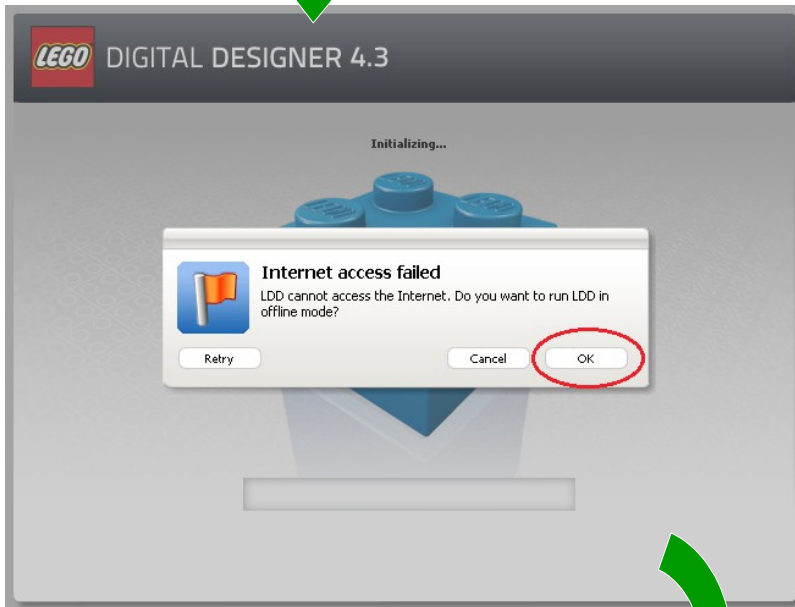 LEGO DIGITAL DESIGNER 4.3
Initializing...
Internet access failed
LDD cannot access the Internet. Do you want to run LDD in
offline mode?
Retry Cancel OK